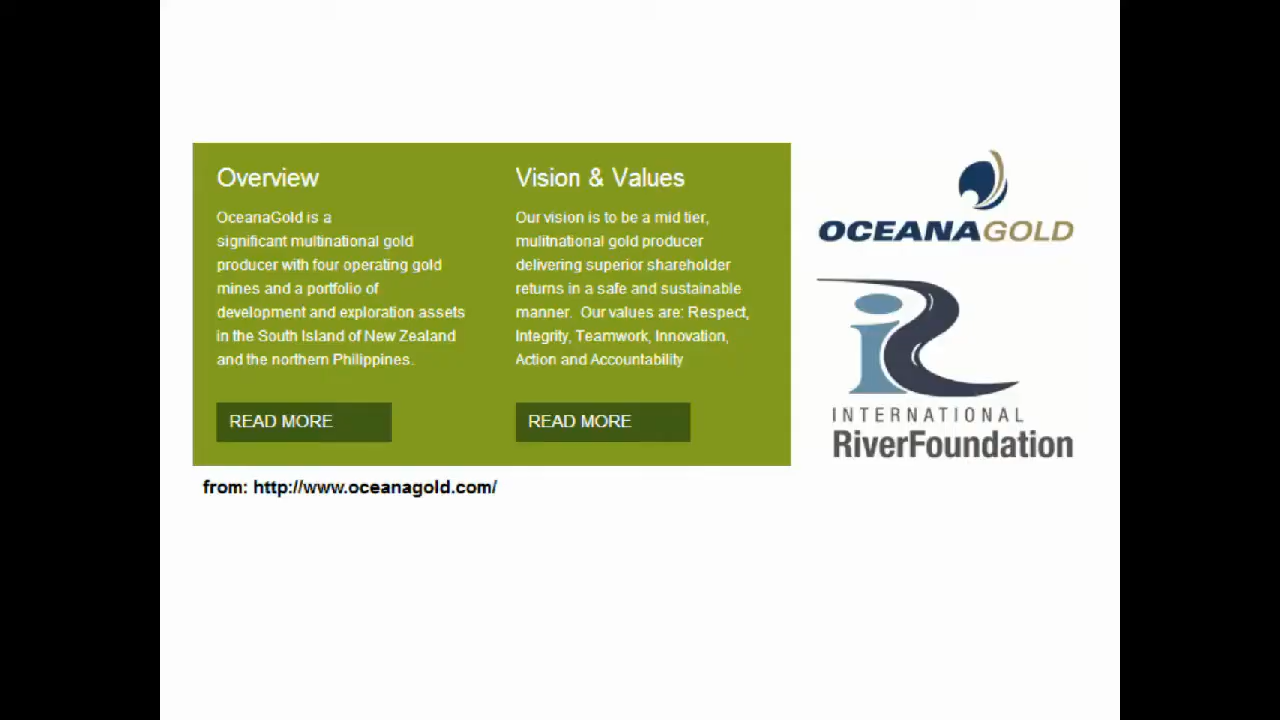 Overview
OceanaGold is a
significant multinational gold
producer with four operating gold
mines and a portfolio of
development and exploration assets
in the South Island of New Zealand
and the northern Philippines.
READ MORE
Vision & Values
Our vision is to be a mid tier,
mulitnational gold producer
delivering superior shareholder
returns in a safe and sustainable
manner.  Our values are: Respect,
Integrity, Teamwork, Innovation,
Action and Accountability
READ MORE
from: http://www.oceanagold.com/
OCEANAGOLD
iR
INTERNATIONAL
RiverFoundation